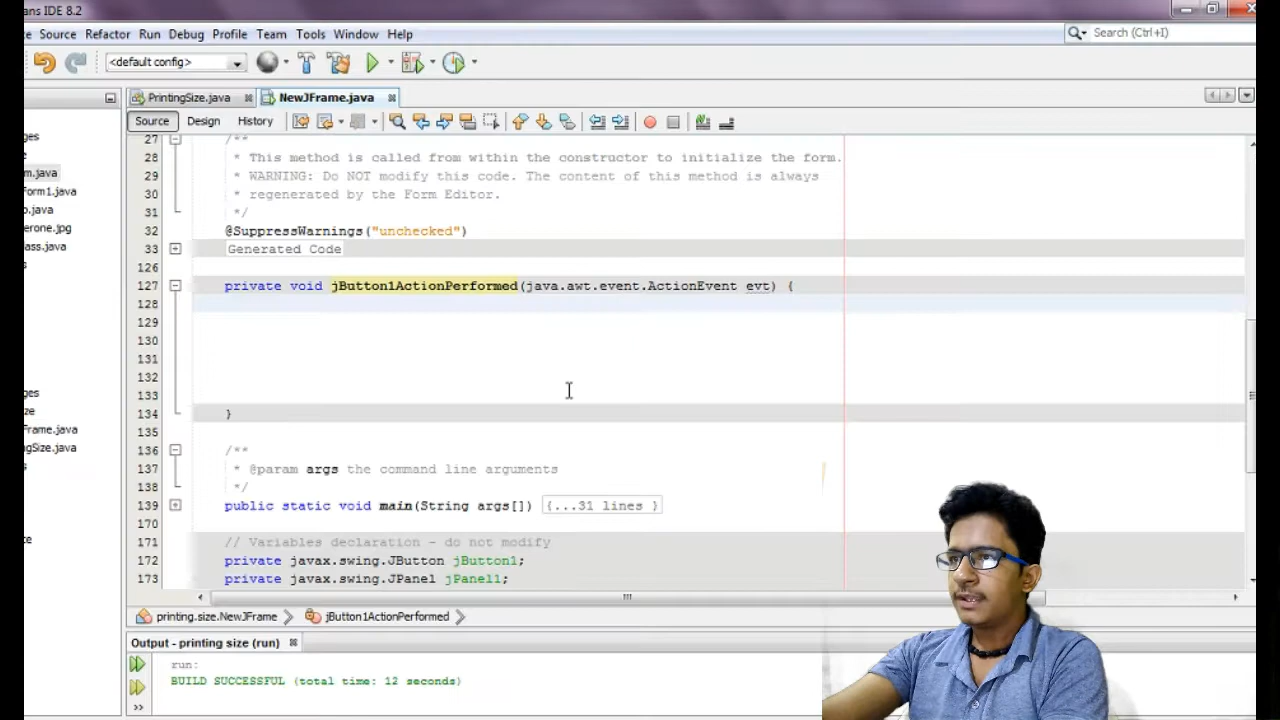 ans IDE 8.2
Source Refactor Run Debug Profile Team Tools Window Help
Search (Ctrl+I)
<default config>
PrintingSize.java
NewJFrame.java
Source Design History
27 /**
28 * This method is called from within the constructor to initialize the form.
29 * WARNING: Do NOT modify this code. The content of this method is always
30 * regenerated by the Form Editor.
31 */
32 @SuppressWarnings("unchecked")
33 Generated Code
126
127 private void jButton1ActionPerformed(java.awt.event.ActionEvent evt) {
128
129
130
131
132
133
134 }
135
136 /**
137 * @param args the command line arguments
138 */
139 public static void main(String args[]) {...31 lines }
170
171 // Variables declaration - do not modify
172 private javax.swing.JButton jButton1;
173 private javax.swing.JPanel jPanel1;
ges
m.java
orm1.java
o.java
erone.jpg
ass.java
ges
ze
Frame.java
ngSize.java
printing.size.NewJFrame
jButton1ActionPerformed
Output - printing size (run)
run:
BUILD SUCCESSFUL (total time: 12 seconds)